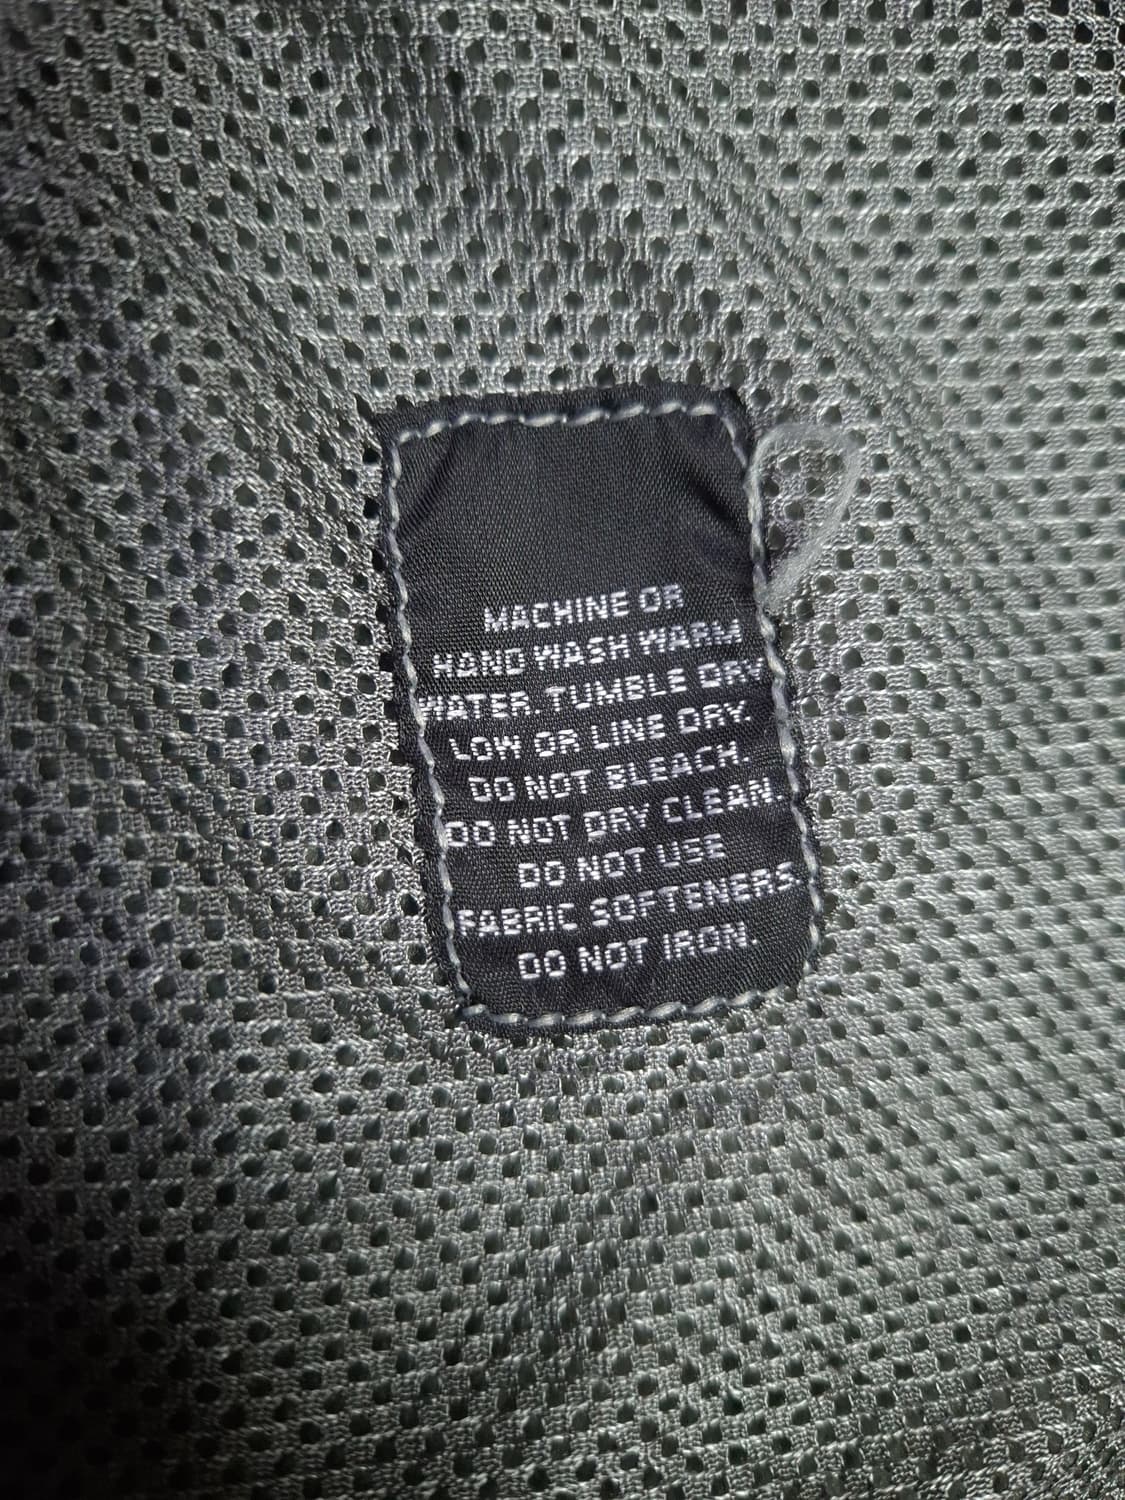 MACHINE OR
HAND WASH WARM
WATER. TUMBLE DRY
LOW OR LINE DRY.
DO NOT BLEACH.
DO NOT DRY CLEAN.
DO NOT USE
FABRIC SOFTENERS.
DO NOT IRON.